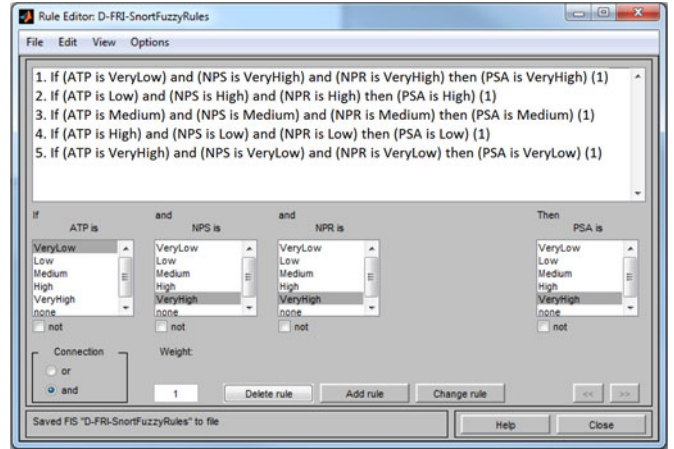 Rule Editor: D-FRI-SnortFuzzyRules
File Edit View Options
1. If (ATP is VeryLow) and (NPS is VeryHigh) and (NPR is VeryHigh) then (PSA is VeryHigh) (1)
2. If (ATP is Low) and (NPS is High) and (NPR is High) then (PSA is High) (1)
3. If (ATP is Medium) and (NPS is Medium) and (NPR is Medium) then (PSA is Medium) (1)
4. If (ATP is High) and (NPS is Low) and (NPR is Low) then (PSA is Low) (1)
5. If (ATP is VeryHigh) and (NPS is VeryLow) and (NPR is VeryLow) then (PSA is VeryLow) (1)
If and and Then
ATP is NPS is NPR is PSA is
VeryLow VeryLow VeryLow VeryLow
Low Low Low Low
Medium Medium Medium Medium
High High High High
VeryHigh VeryHigh VeryHigh VeryHigh
none none none none
not not not not
Connection Weight:
or
and 1 Delete rule Add rule Change rule << >>
Saved FIS "D-FRI-SnortFuzzyRules" to file Help Close